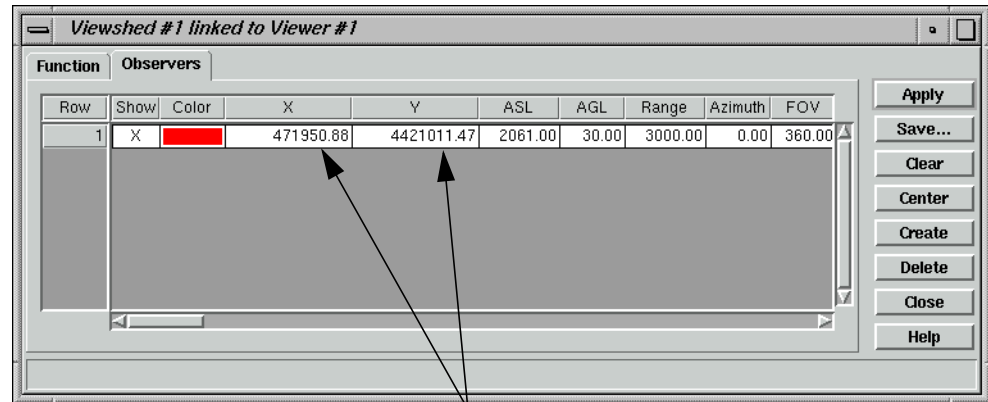 Viewshed #1 linked to Viewer #1
Function Observers
Row Show Color X Y ASL AGL Range Azimuth FOV
1 X 471950.88 4421011.47 2061.00 30.00 3000.00 0.00 360.00
Apply
Save...
Clear
Center
Create
Delete
Close
Help